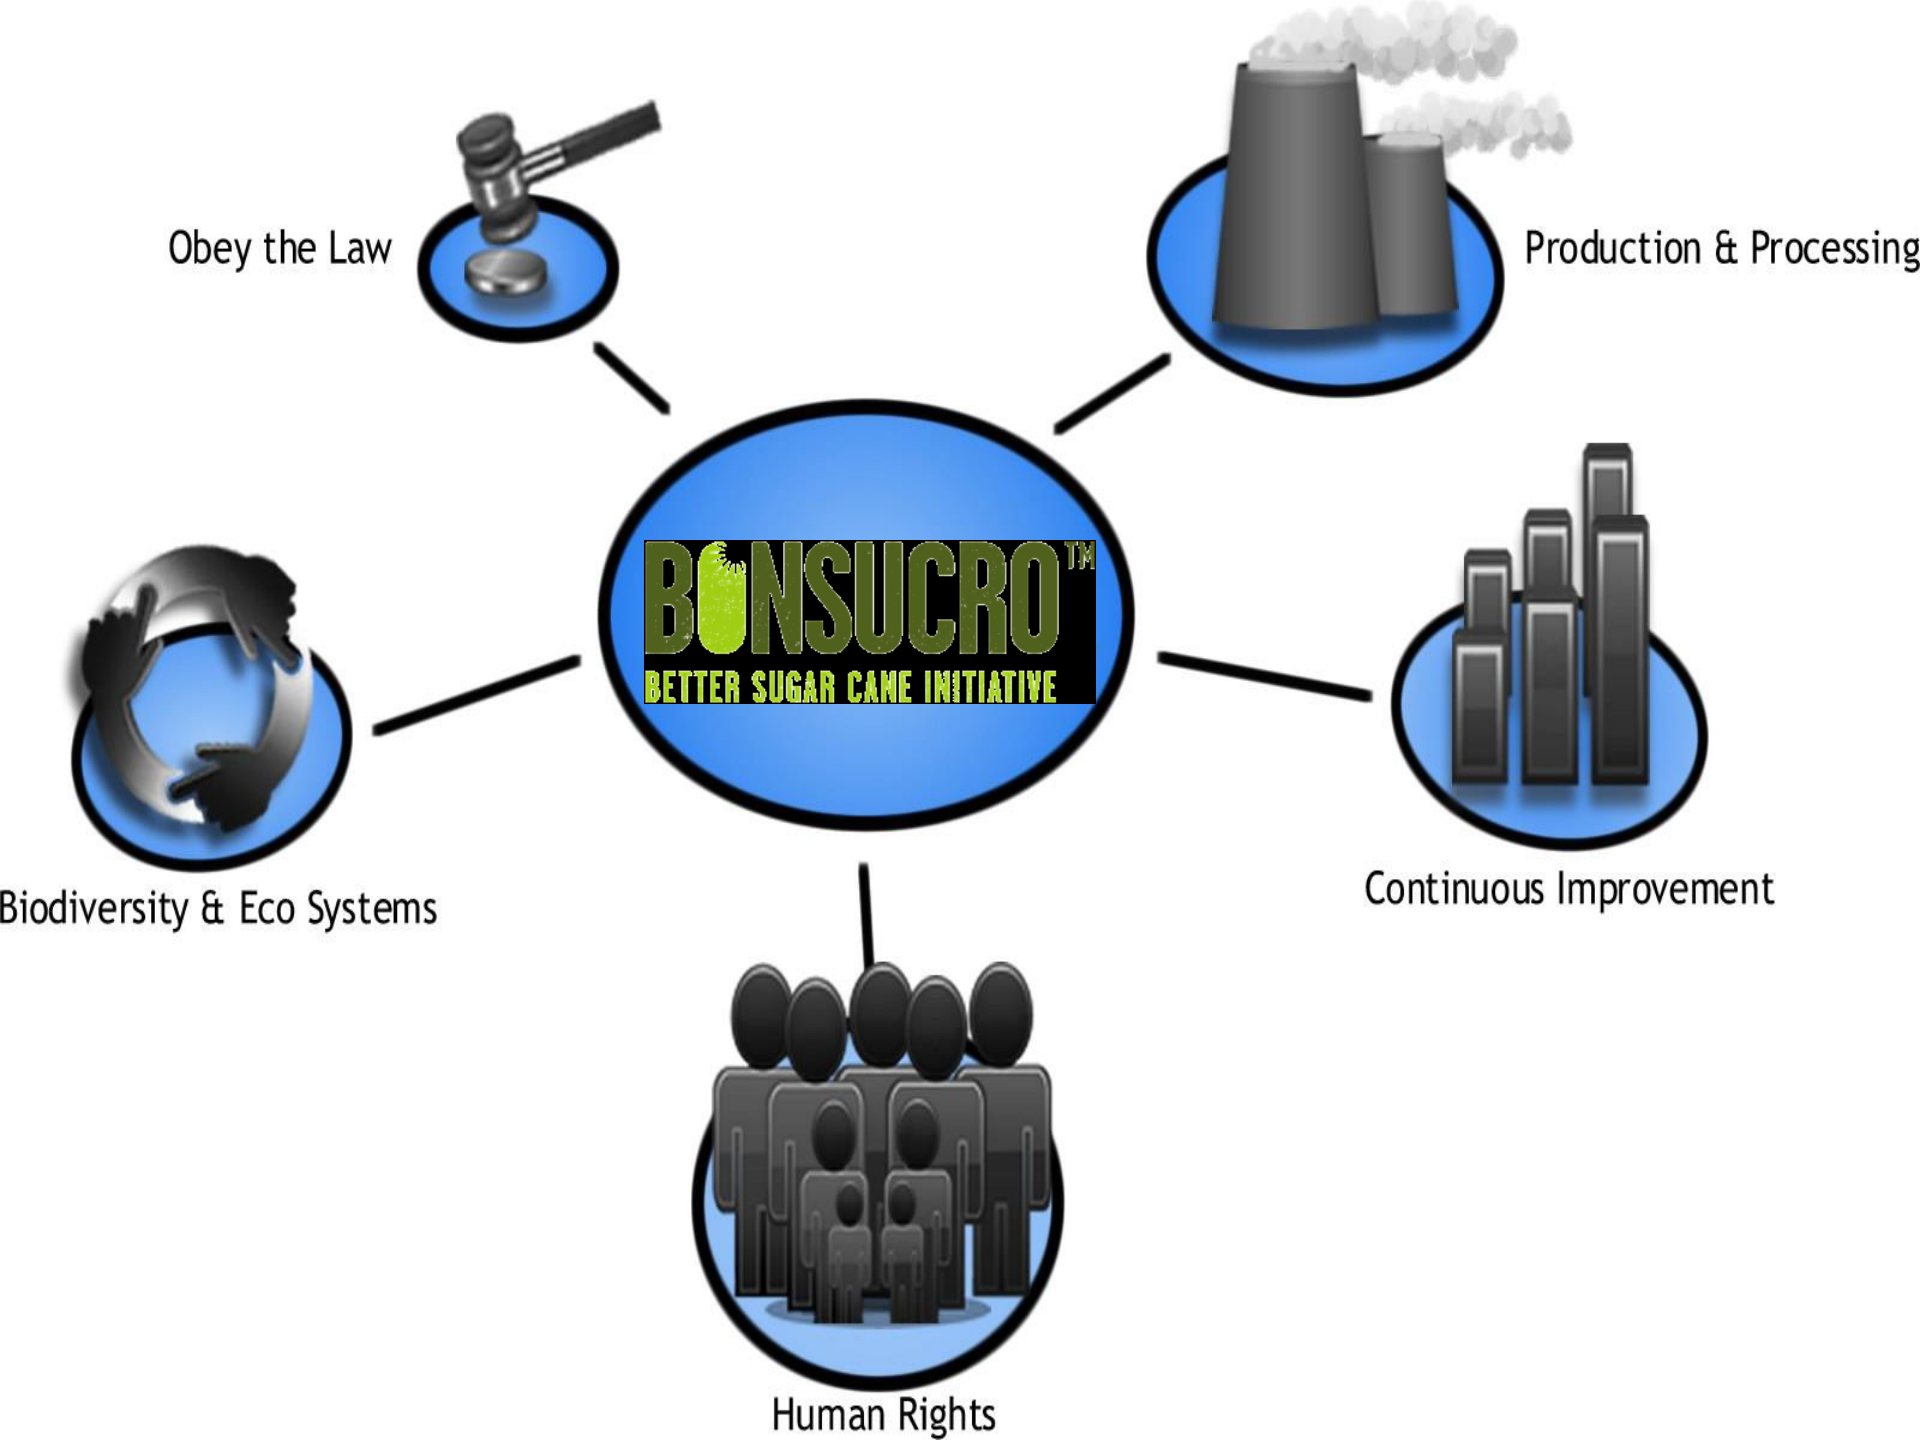 Obey the Law
Production & Processing
BONSUCRO™
BETTER SUGAR CANE INITIATIVE
Continuous Improvement
Biodiversity & Eco Systems
Human Rights